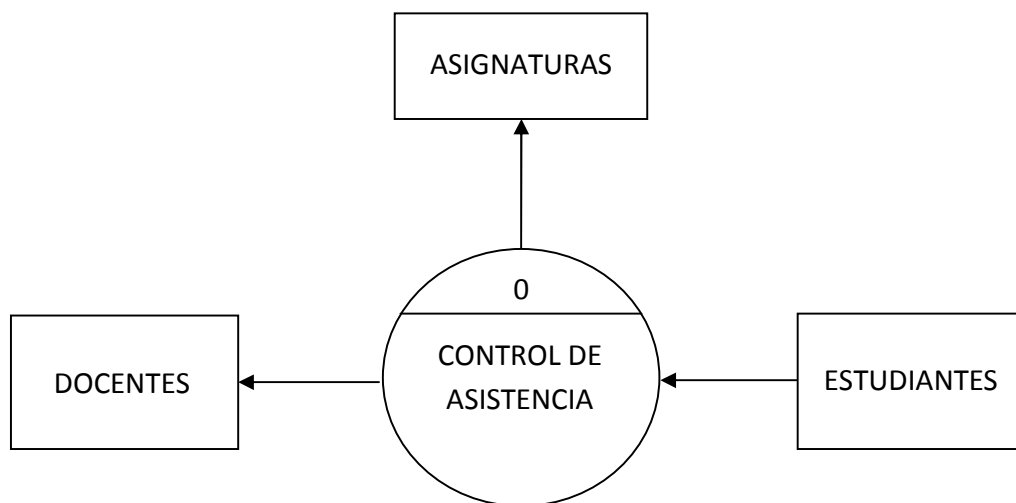 ASIGNATURAS
0
CONTROL DE
ASISTENCIA
DOCENTES
ESTUDIANTES